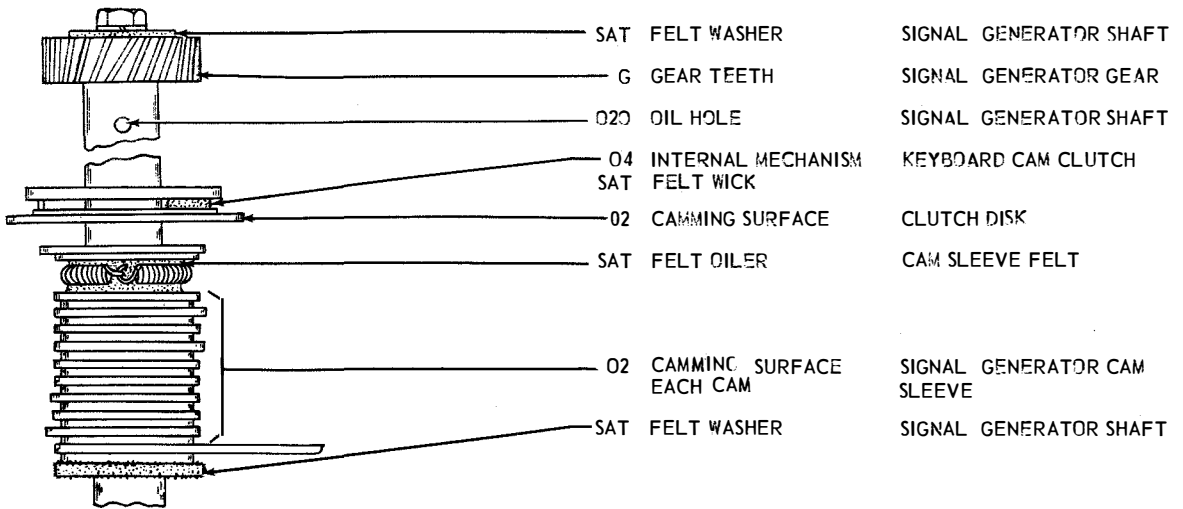 SAT FELT WASHER SIGNAL GENERATOR SHAFT
G GEAR TEETH SIGNAL GENERATOR GEAR
O20 OIL HOLE SIGNAL GENERATOR SHAFT
O4 INTERNAL MECHANISM KEYBOARD CAM CLUTCH
SAT FELT WICK
O2 CAMMING SURFACE CLUTCH DISK
SAT FELT OILER CAM SLEEVE FELT
O2 CAMMING SURFACE SIGNAL GENERATOR CAM
EACH CAM SLEEVE
SAT FELT WASHER SIGNAL GENERATOR SHAFT